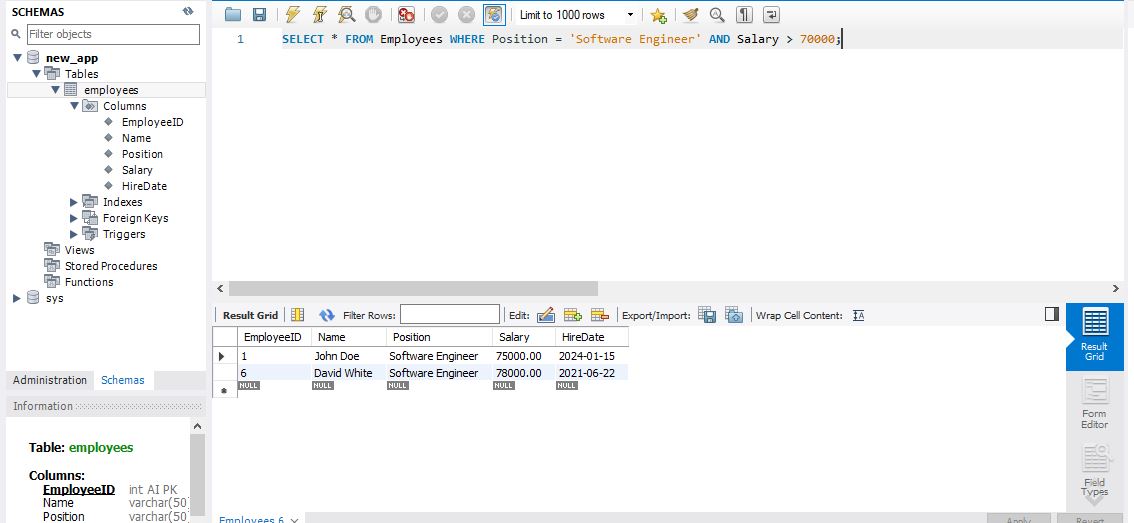 SCHEMAS
Filter objects
new_app
Tables
employees
Columns
EmployeeID
Name
Position
Salary
HireDate
Indexes
Foreign Keys
Triggers
Views
Stored Procedures
Functions
sys
Administration Schemas
Information
Table: employees
Columns:
EmployeeID int AI PK
Name varchar(50)
Position varchar(50)
Limit to 1000 rows
1 SELECT * FROM Employees WHERE Position = 'Software Engineer' AND Salary > 70000;
Result Grid Filter Rows: Edit: Export/Import: Wrap Cell Content:
EmployeeID Name Position Salary HireDate
1 John Doe Software Engineer 75000.00 2024-01-15
6 David White Software Engineer 78000.00 2021-06-22
NULL NULL NULL NULL NULL
Result
Grid
Form
Editor
Field
Types
Employees 6
Apply Revert